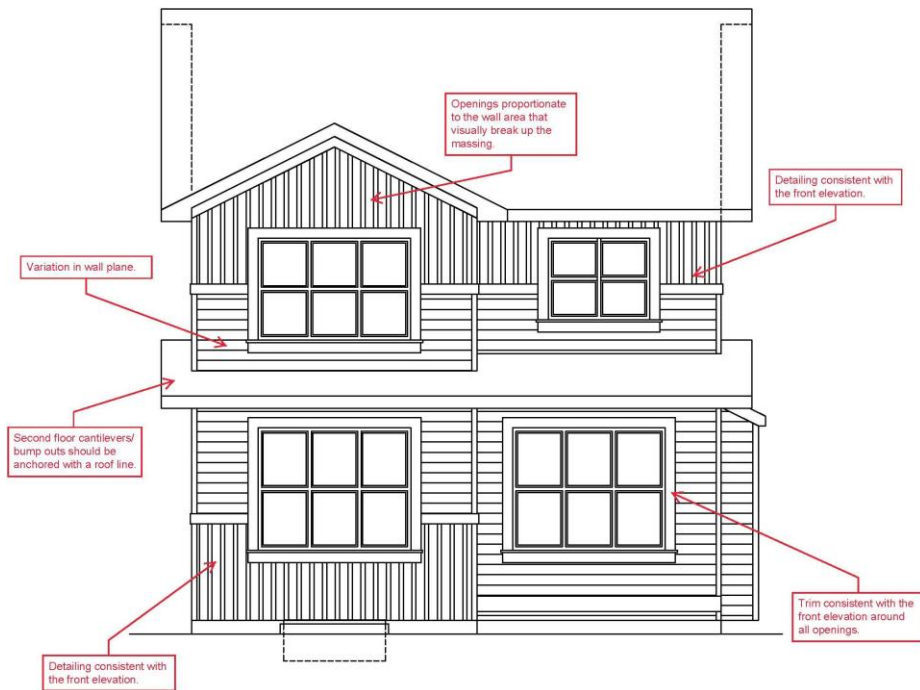 Openings proportionate
to the wall area that
visually break up the
massing.
Detailing consistent with
the front elevation.
Variation in wall plane.
Second floor cantilevers/
bump outs should be
anchored with a roof line.
Trim consistent with the
front elevation around
all openings.
Detailing consistent with
the front elevation.